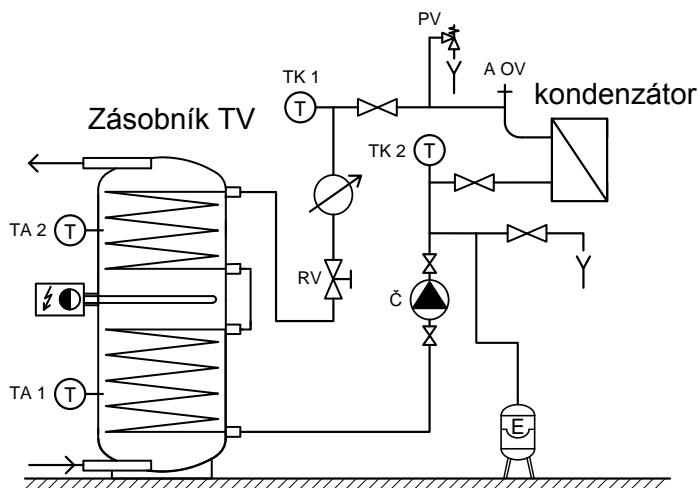 PV
A OV
TK 1
T
kondenzátor
Zásobník TV
TK 2
T
TA 2
T
RV
Č
TA 1
T
E